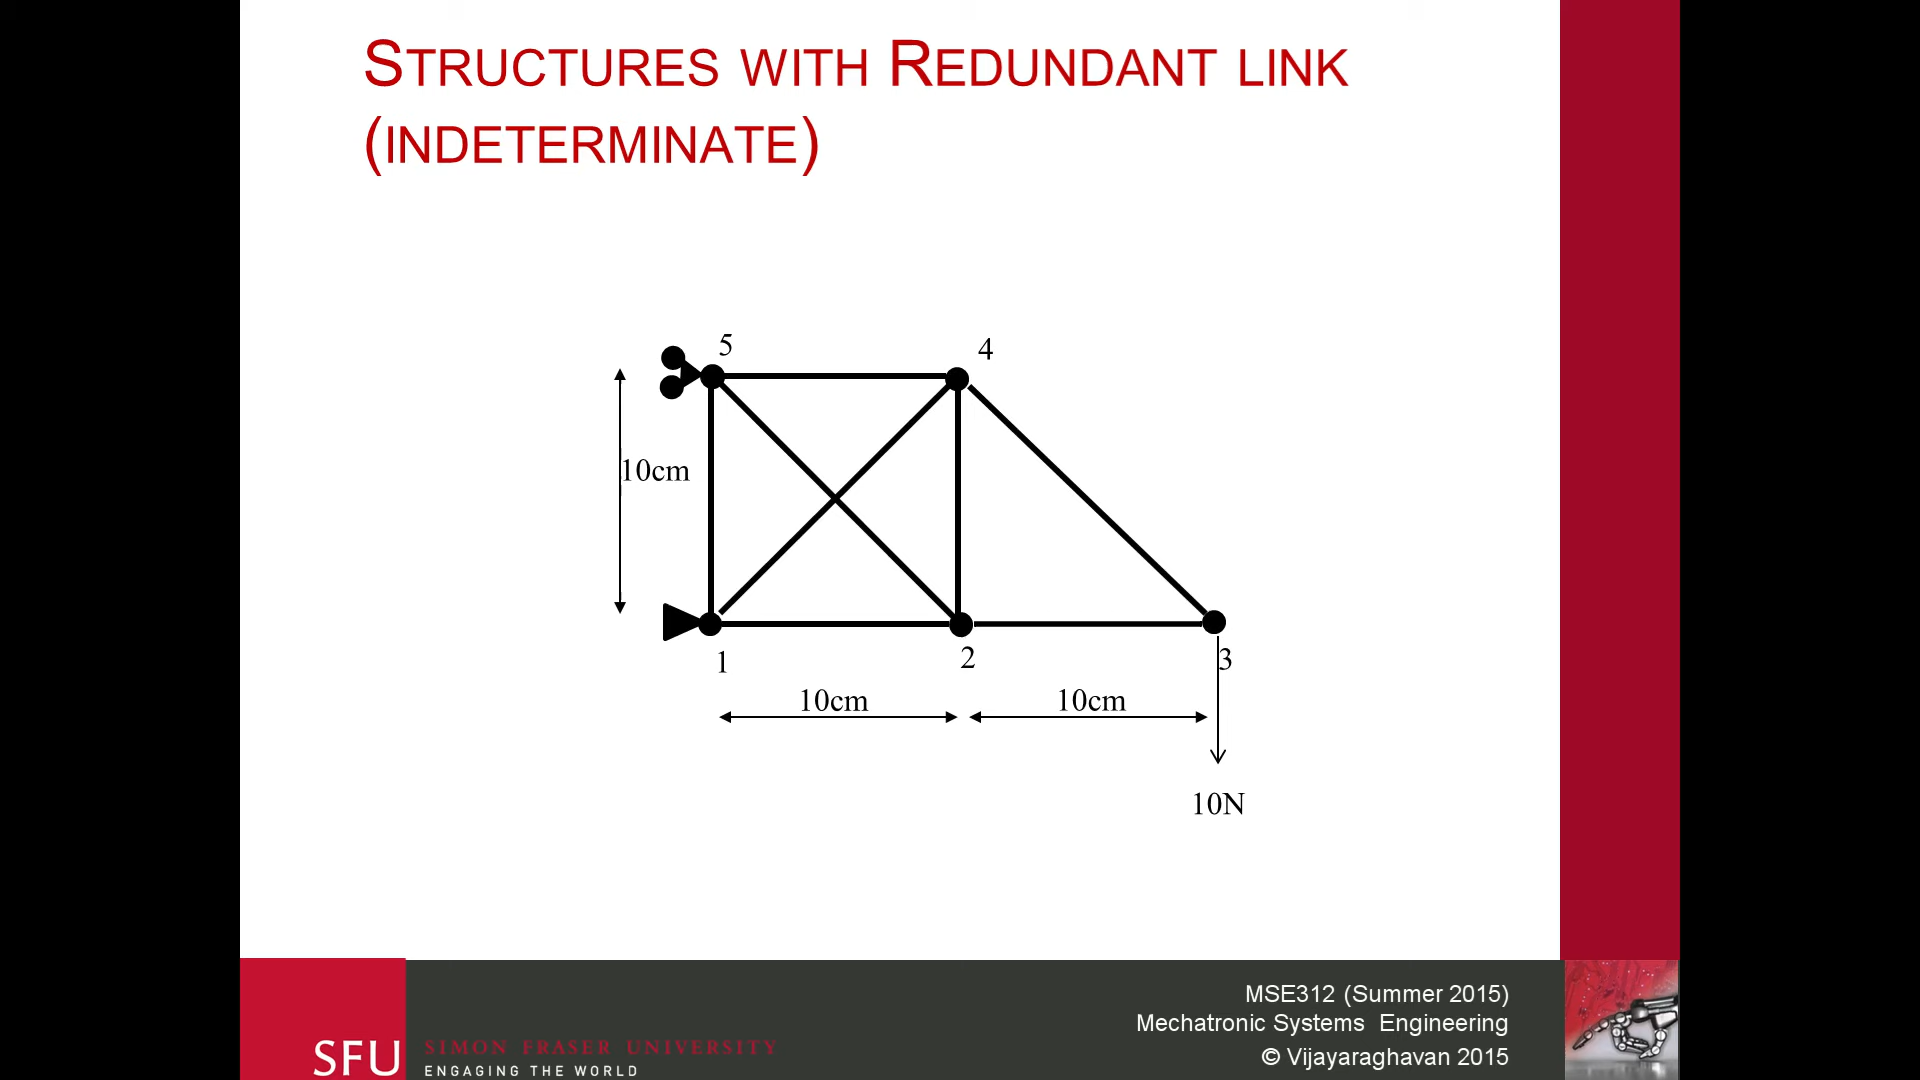 STRUCTURES WITH REDUNDANT LINK
(INDETERMINATE)
5
4
10cm
1
2
3
10cm
10cm
10N
MSE312 (Summer 2015)
Mechatronic Systems Engineering
© Vijayaraghavan 2015
SFU
SIMON FRASER UNIVERSITY
ENGAGING THE WORLD